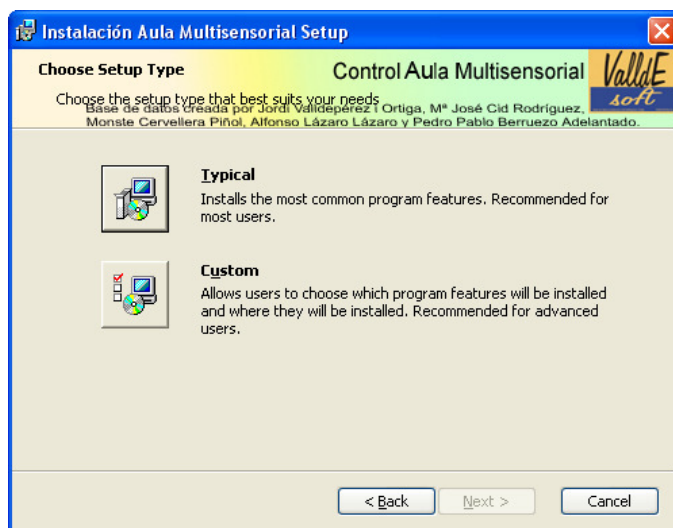 Instalación Aula Multisensorial Setup
Choose Setup Type
Control Aula Multisensorial
ValldE
soft
Choose the setup type that best suits your needs
Base de datos creada por Jordi Valldepérez i Ortiga, Mª José Cid Rodríguez,
Monste Cervellera Piñol, Alfonso Lázaro Lázaro y Pedro Pablo Berruezo Adelantado.
Typical
Installs the most common program features. Recommended for
most users.
Custom
Allows users to choose which program features will be installed
and where they will be installed. Recommended for advanced
users.
< Back
Next >
Cancel